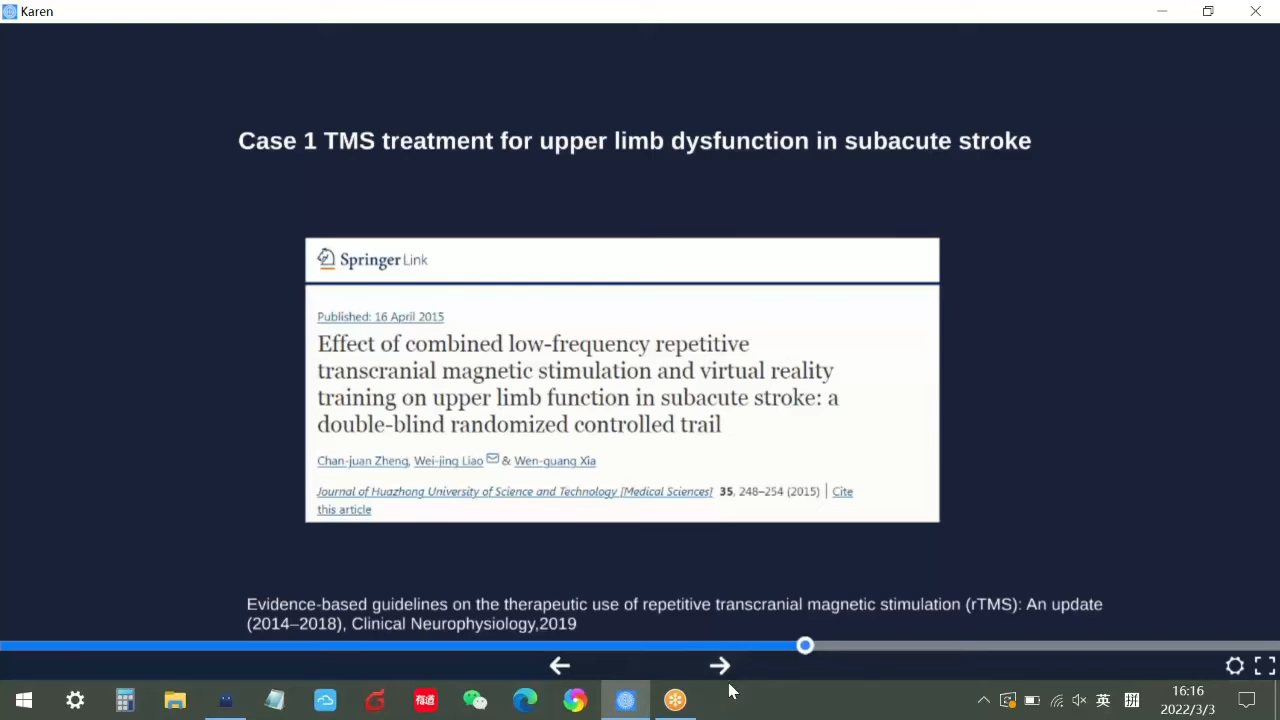 Karen
Case 1 TMS treatment for upper limb dysfunction in subacute stroke
Springer Link
Published: 16 April 2015
Effect of combined low-frequency repetitive
transcranial magnetic stimulation and virtual reality
training on upper limb function in subacute stroke: a
double-blind randomized controlled trail
Chan-juan Zheng, Wei-jing Liao & Wen-guang Xia
Journal of Huazhong University of Science and Technology [Medical Sciences] 35, 248–254 (2015) | Cite
this article
Evidence-based guidelines on the therapeutic use of repetitive transcranial magnetic stimulation (rTMS): An update
(2014–2018), Clinical Neurophysiology,2019
有道
英
拼
16:16
2022/3/3